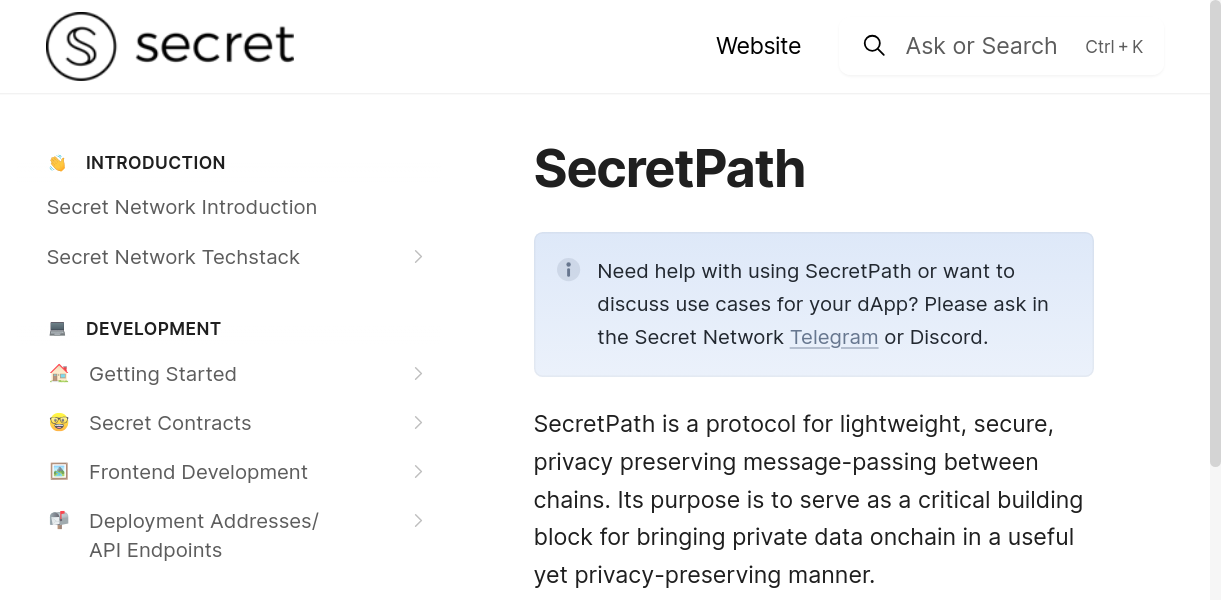 secret
Website
Ask or Search
Ctrl + K
INTRODUCTION
Secret Network Introduction
Secret Network Techstack
DEVELOPMENT
Getting Started
Secret Contracts
Frontend Development
Deployment Addresses/
API Endpoints
SecretPath
Need help with using SecretPath or want to
discuss use cases for your dApp? Please ask in
the Secret Network Telegram or Discord.
SecretPath is a protocol for lightweight, secure,
privacy preserving message-passing between
chains. Its purpose is to serve as a critical building
block for bringing private data onchain in a useful
yet privacy-preserving manner.